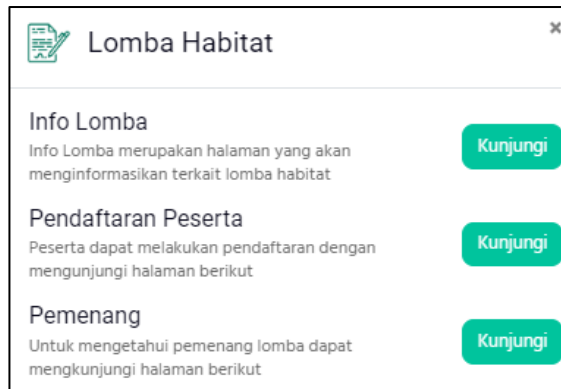 Lomba Habitat
×
Info Lomba
Info Lomba merupakan halaman yang akan
menginformasikan terkait lomba habitat
Kunjungi
Pendaftaran Peserta
Peserta dapat melakukan pendaftaran dengan
mengunjungi halaman berikut
Kunjungi
Pemenang
Untuk mengetahui pemenang lomba dapat
mengkunjungi halaman berikut
Kunjungi